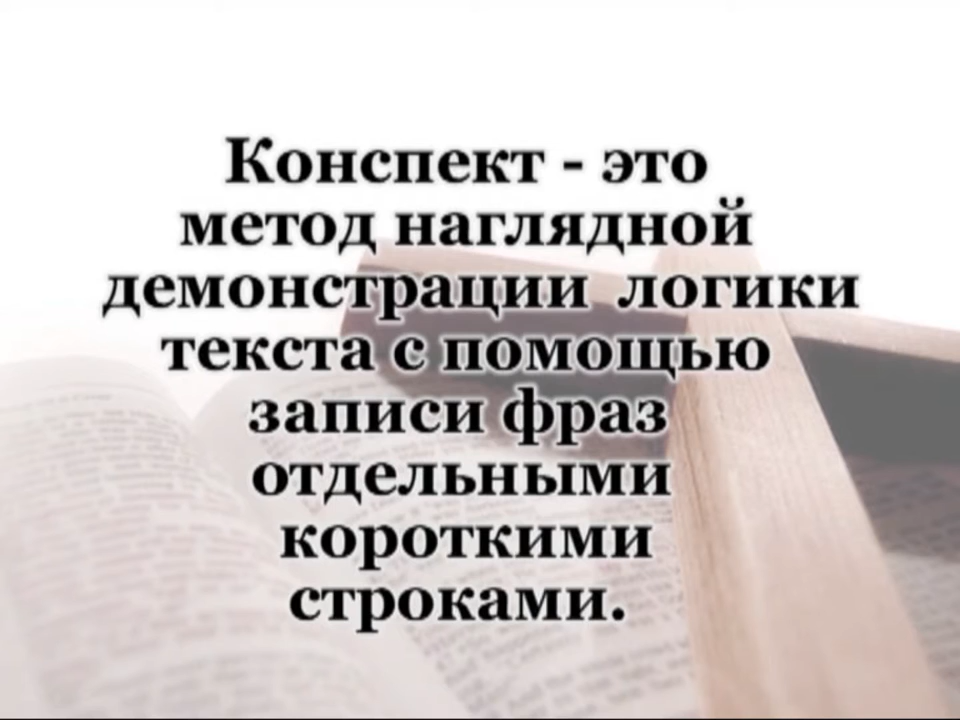 Конспект - это
метод наглядной
демонстрации логики
текста с помощью
записи фраз
отдельными
короткими
строками.